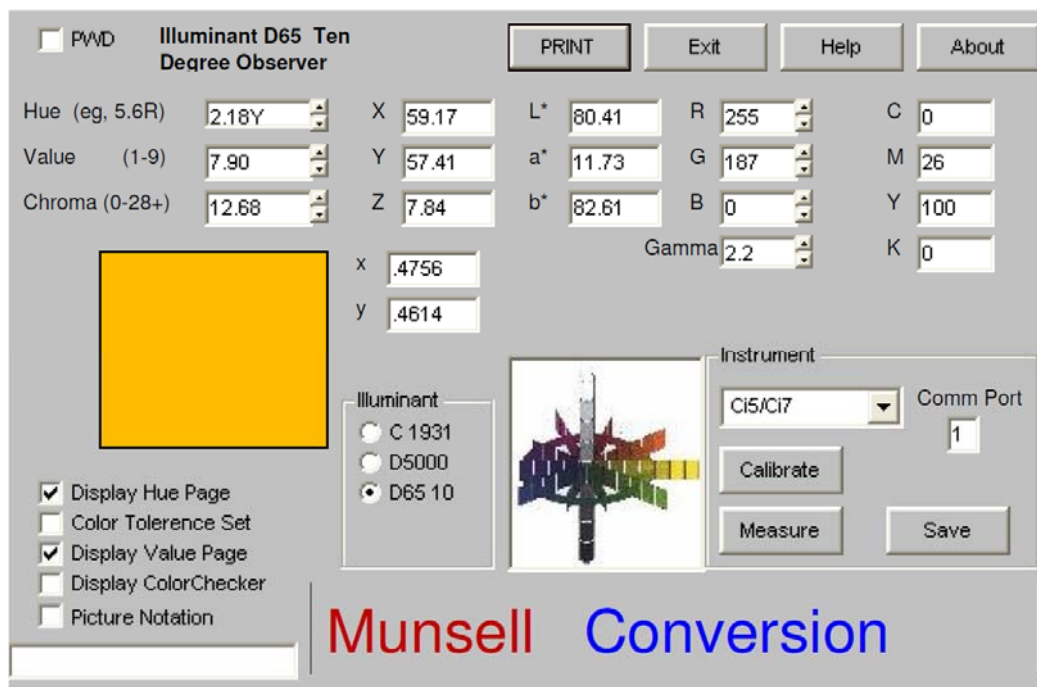 PWD
Illuminant D65 Ten
Degree Observer
PRINT
Exit
Help
About
Hue (eg, 5.6R) 2.18Y X 59.17 L* 80.41 R 255 C 0
Value (1-9) 7.90 Y 57.41 a* 11.73 G 187 M 26
Chroma (0-28+) 12.68 Z 7.84 b* 82.61 B 0 Y 100
Gamma 2.2 K 0
x .4756
y .4614
Illuminant
C 1931
D5000
D65 10
Instrument
Ci5/Ci7
Comm Port
1
Calibrate
Measure
Save
Display Hue Page
Color Tolerence Set
Display Value Page
Display ColorChecker
Picture Notation
Munsell Conversion